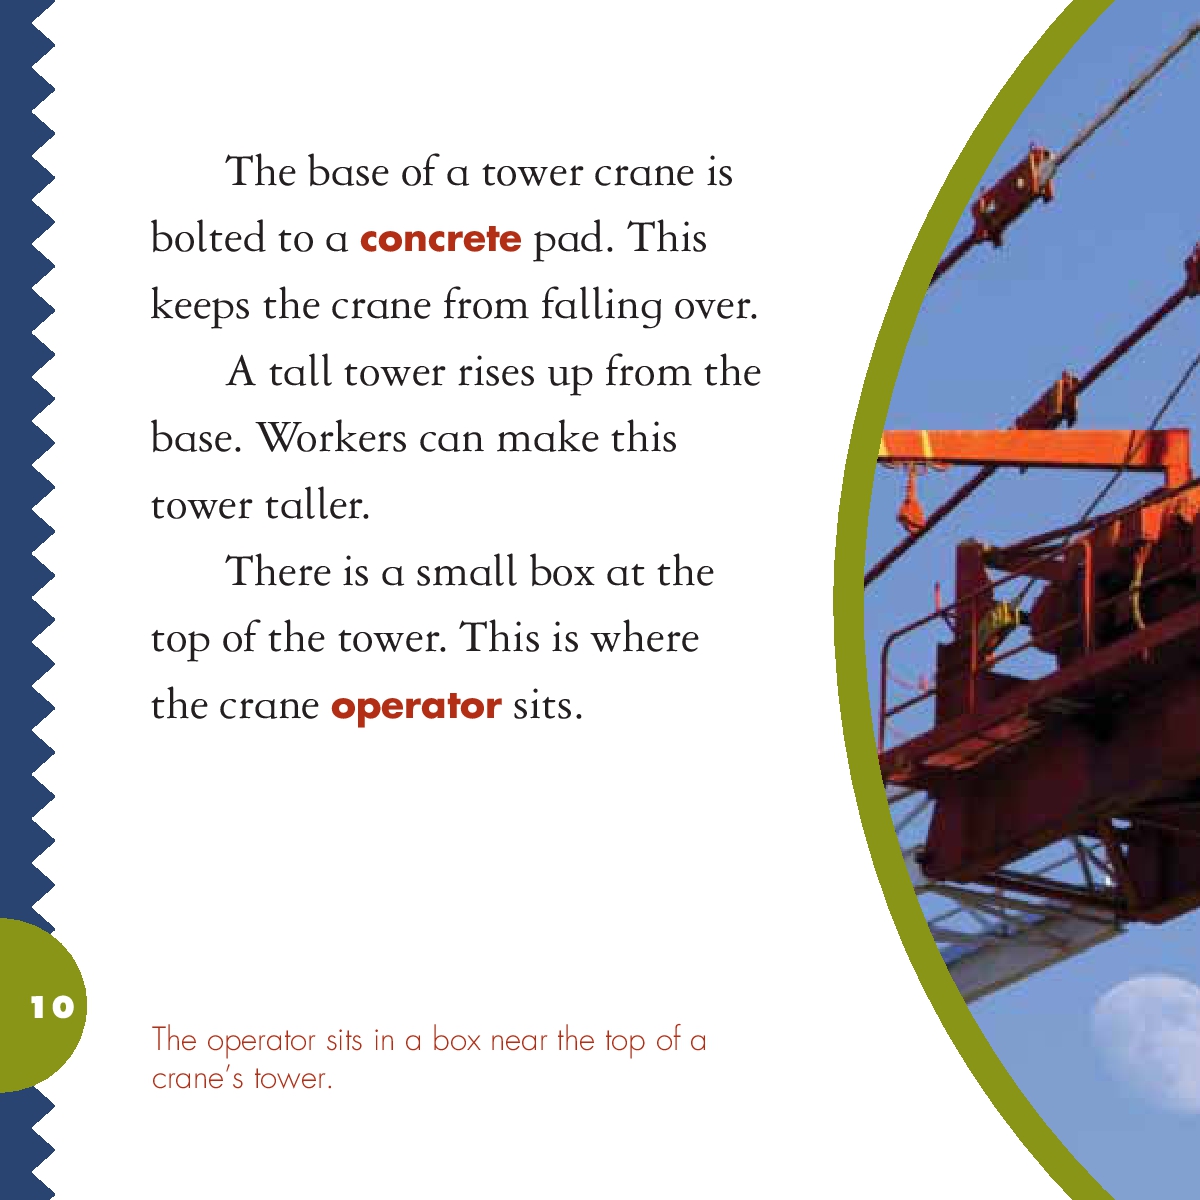 The base of a tower crane is
bolted to a concrete pad. This
keeps the crane from falling over.
A tall tower rises up from the
base. Workers can make this
tower taller.
There is a small box at the
top of the tower. This is where
the crane operator sits.
10
The operator sits in a box near the top of a
crane's tower.